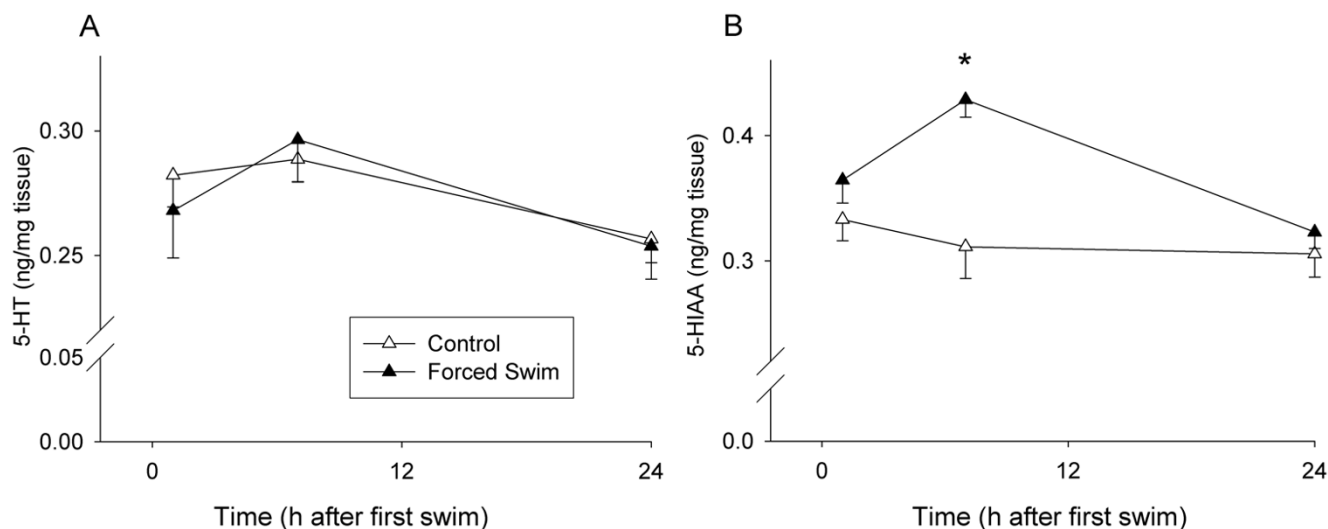 A
5-HT (ng/mg tissue)
0.30
0.25
0.05
0.00
Control
Forced Swim
0
12
24
Time (h after first swim)
B
*
5-HIAA (ng/mg tissue)
0.4
0.3
0.0
0
12
24
Time (h after first swim)